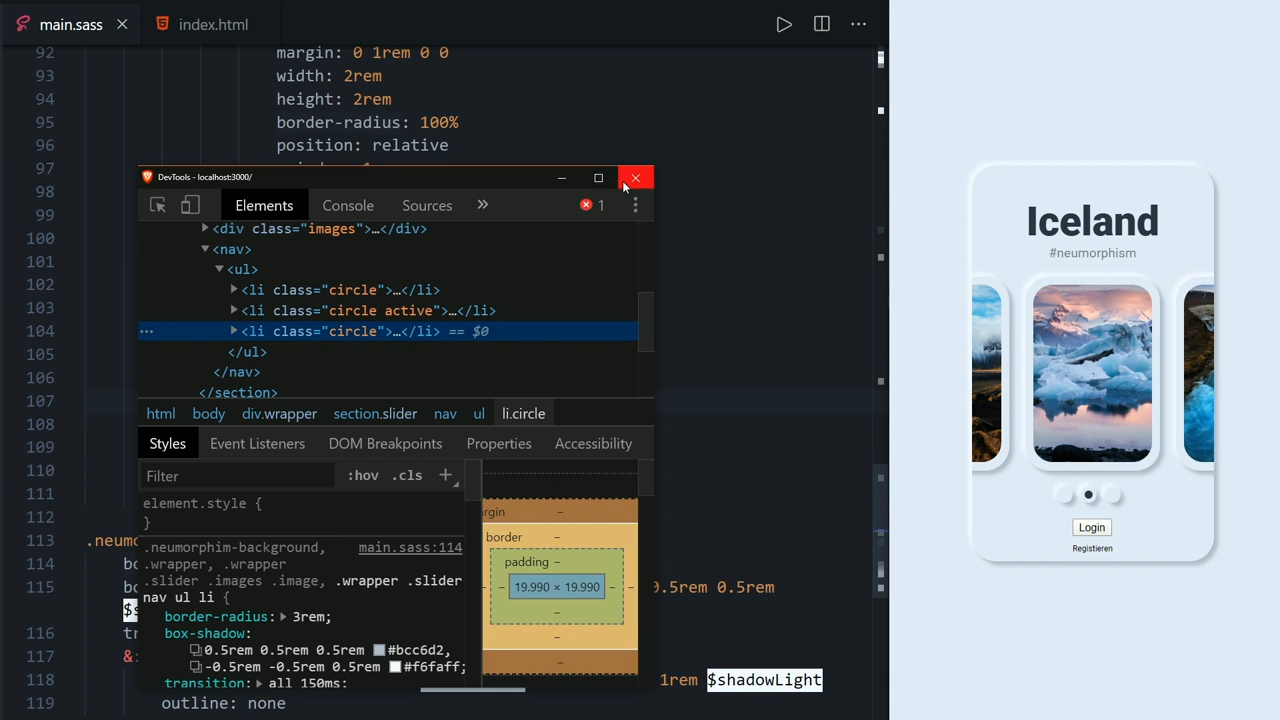 main.sass
index.html
92 margin: 0 1rem 0 0
93 width: 2rem
94 height: 2rem
95 border-radius: 100%
96 position: relative
97
98
99
100
101
102
103
104
105
106
107
108
109
110
111
112
113 .neumo
114 bo
115 bo 0.5rem 0.5rem
$s
116 tr
117 &:
118 1rem $shadowLight
119 outline: none
DevTools - localhost:3000/
Elements Console Sources » 1
<div class="images">…</div>
<nav>
<ul>
<li class="circle">…</li>
<li class="circle active">…</li>
<li class="circle">…</li> == $0
</ul>
</nav>
</section>
html body div.wrapper section.slider nav ul li.circle
Styles Event Listeners DOM Breakpoints Properties Accessibility
Filter :hov .cls +
element.style {
}
.neumorphim-background, main.sass:114
.wrapper, .wrapper
.slider .images .image, .wrapper .slider
nav ul li {
border-radius: 3rem;
box-shadow:
0.5rem 0.5rem 0.5rem #bcc6d2,
-0.5rem -0.5rem 0.5rem #f6faff;
transition: all 150ms;
rgin –
border –
padding –
– 19.990 × 19.990 –
–
–
–
Iceland
#neumorphism
Login
Registieren